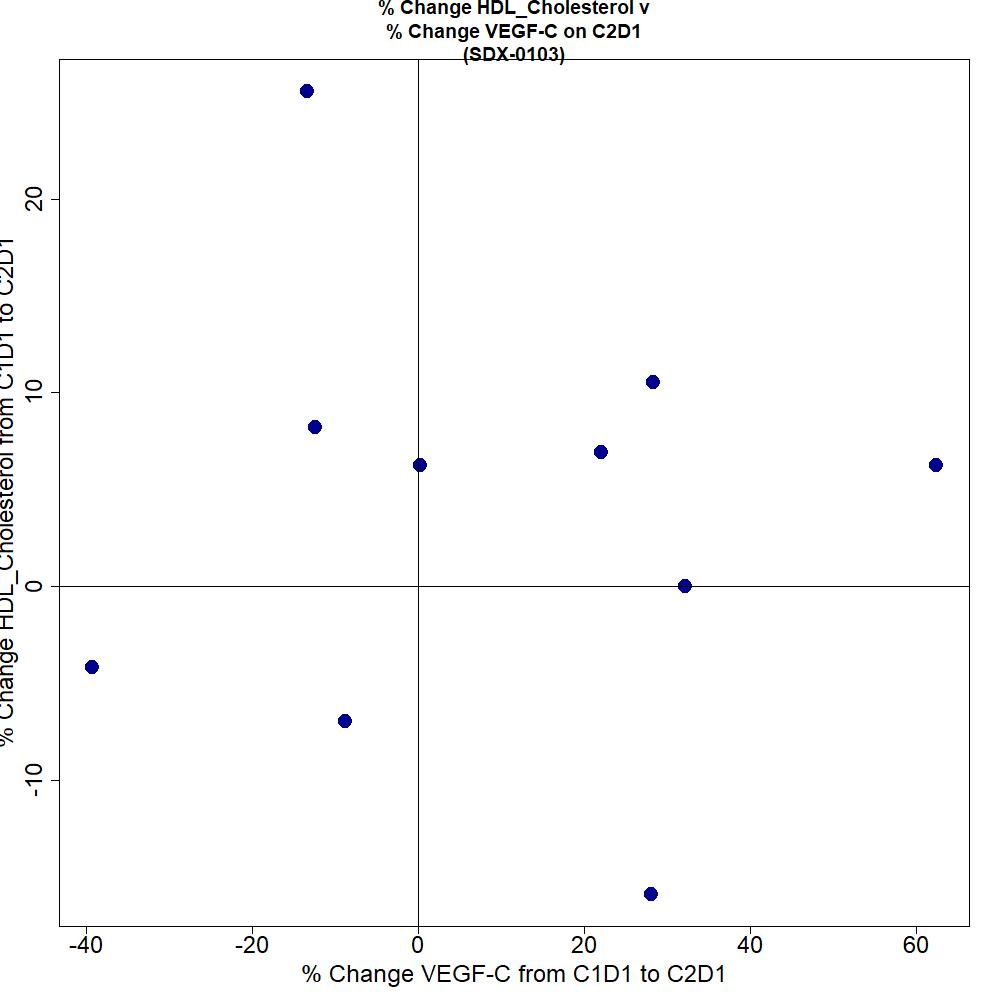 % Change HDL_Cholesterol v
% Change VEGF-C on C2D1
(SDX-0103)
% Change HDL_Cholesterol from C1D1 to C2D1
20
10
0
-10
-40
-20
0
20
40
60
% Change VEGF-C from C1D1 to C2D1